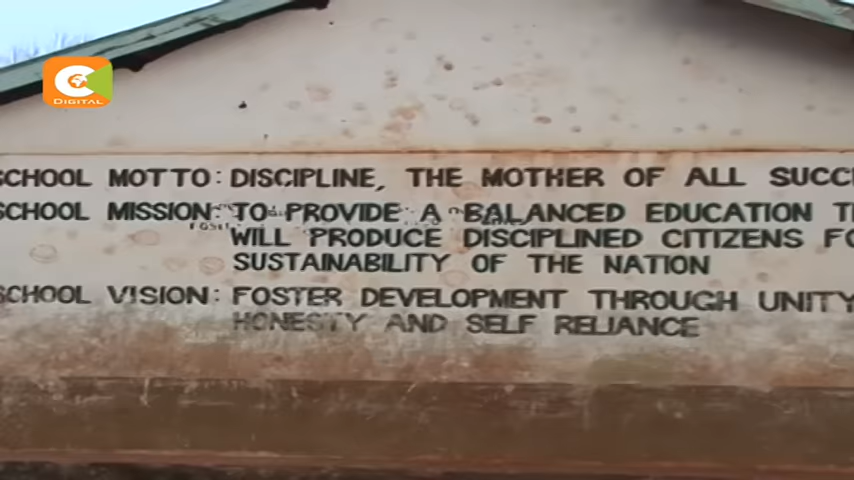 C
DIGITAL
SCHOOL MOTTO: DISCIPLINE, THE MOTHER OF ALL SUCC
SCHOOL MISSION: TO PROVIDE A BALANCED EDUCATION
WILL PRODUCE DISCIPLINED CITIZENS
SUSTAINABILITY OF THE NATION
SCHOOL VISION: FOSTER DEVELOPMENT THROUGH UNITY
HONESTY AND SELF RELIANCE